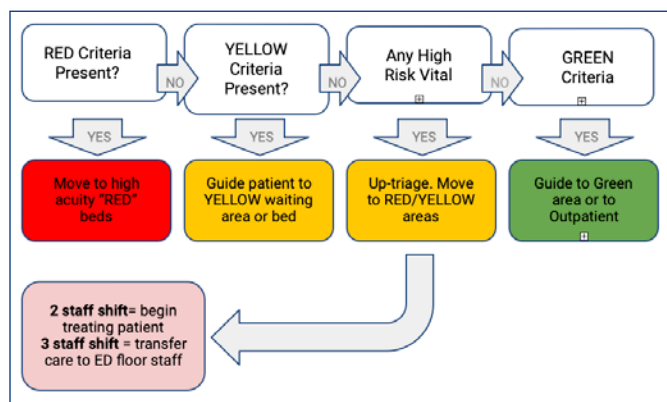 RED Criteria
Present?
NO
YELLOW
Criteria
Present?
NO
Any High
Risk Vital
NO
GREEN
Criteria
YES
YES
YES
YES
Move to high
acuity "RED"
beds
Guide patient to
YELLOW waiting
area or bed
Up-triage. Move
to RED/YELLOW
areas
Guide to Green
area or to
Outpatient
2 staff shift= begin
treating patient
3 staff shift = transfer
care to ED floor staff